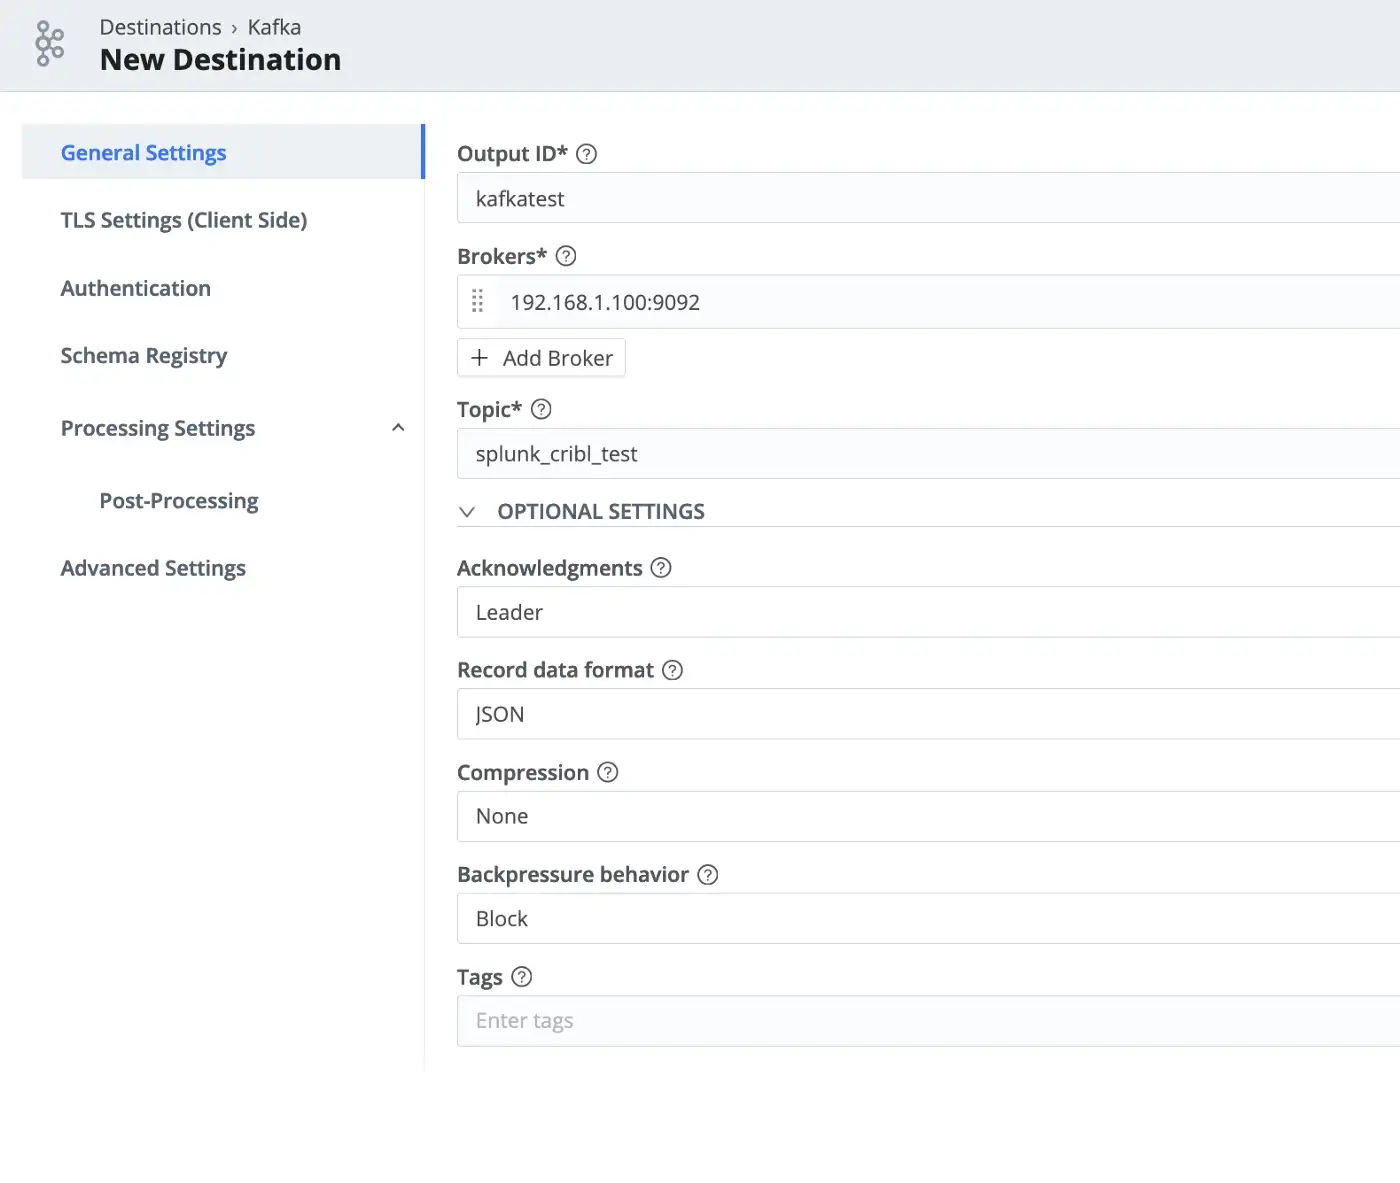 Destinations › Kafka
New Destination
General Settings
TLS Settings (Client Side)
Authentication
Schema Registry
Processing Settings
Post-Processing
Advanced Settings
Output ID*
kafkatest
Brokers*
192.168.1.100:9092
+ Add Broker
Topic*
splunk_cribl_test
OPTIONAL SETTINGS
Acknowledgments
Leader
Record data format
JSON
Compression
None
Backpressure behavior
Block
Tags
Enter tags